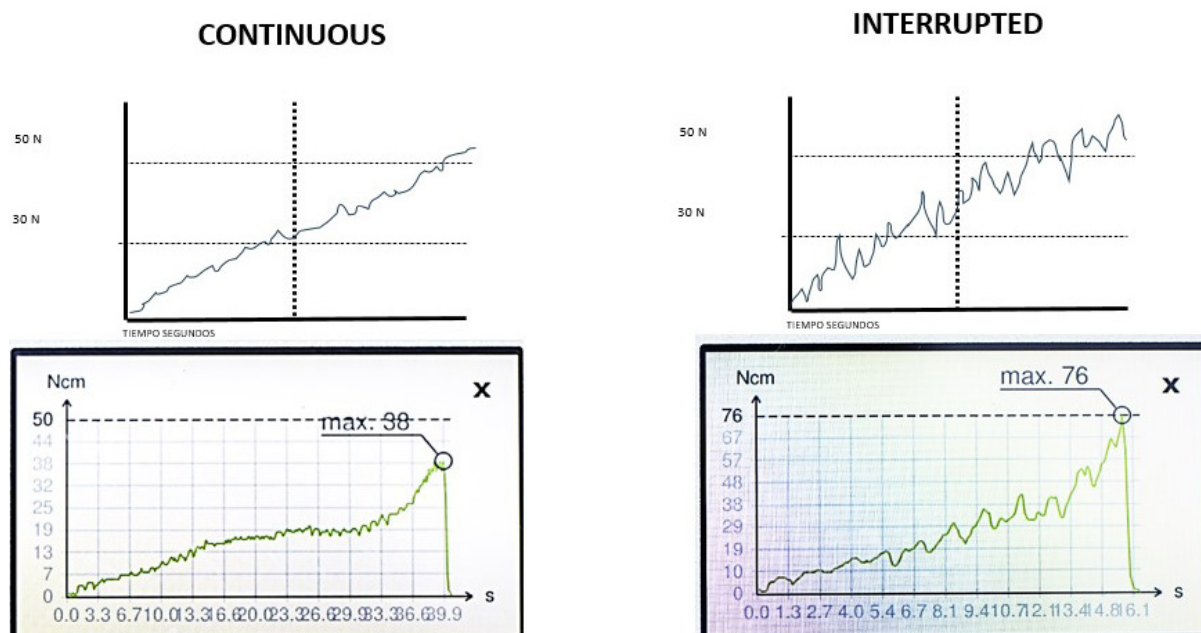 CONTINUOUS
50 N
30 N
TIEMPO SEGUNDOS
Ncm
X
50
max. 38
44
38
32
25
19
13
7
0
s
0.0 3.3 6.7 10.0 13.3 16.6 20.0 23.3 26.6 29.9 33.3 36.6 39.9
INTERRUPTED
50 N
30 N
TIEMPO SEGUNDOS
max. 76
Ncm
X
76
67
57
48
38
29
19
10
0
s
0.0 1.3 2.7 4.0 5.4 6.7 8.1 9.4 10.7 12.1 13.4 14.8 16.1